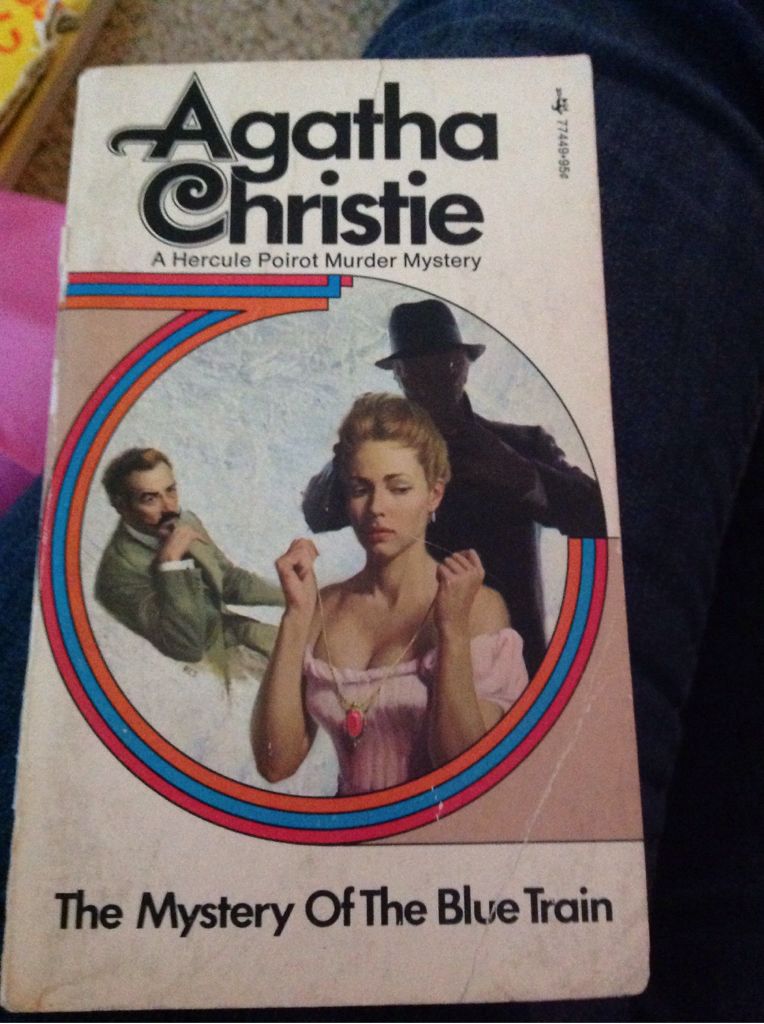 Agatha
Christie
A Hercule Poirot Murder Mystery
77449•95¢
The Mystery Of The Blue Train